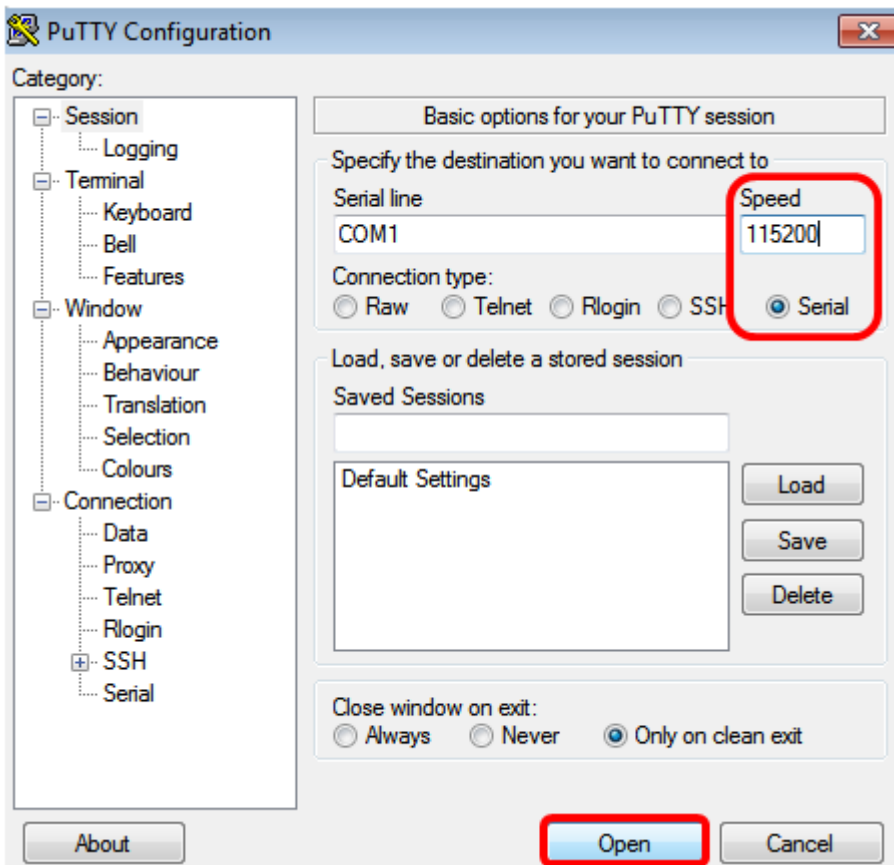 PuTTY Configuration
Category:
Session
Logging
Terminal
Keyboard
Bell
Features
Window
Appearance
Behaviour
Translation
Selection
Colours
Connection
Data
Proxy
Telnet
Rlogin
SSH
Serial
Basic options for your PuTTY session
Specify the destination you want to connect to
Serial line Speed
COM1 115200
Connection type:
Raw Telnet Rlogin SSH Serial
Load, save or delete a stored session
Saved Sessions
Default Settings
Load
Save
Delete
Close window on exit:
Always Never Only on clean exit
About Open Cancel